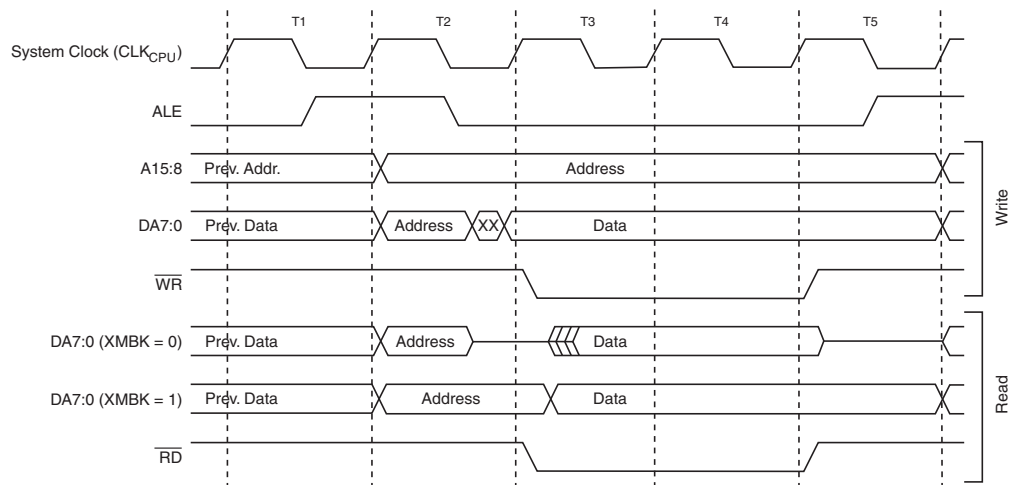 T1 T2 T3 T4 T5
System Clock (CLKCPU)
ALE
A15:8 Prev. Addr. Address
DA7:0 Prev. Data Address XX Data
WR
Write
DA7:0 (XMBK = 0) Prev. Data Address Data
DA7:0 (XMBK = 1) Prev. Data Address Data
RD
Read